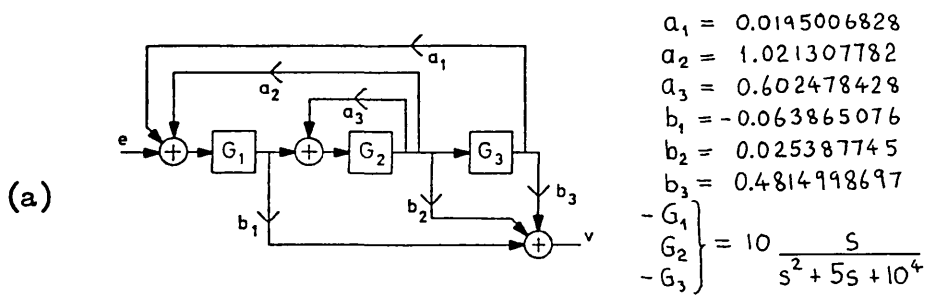 (a)
a₁
a₂
a₃
e
G₁
G₂
G₃
b₁
b₂
b₃
v
a₁ = 0.0195006828
a₂ = 1.021307782
a₃ = 0.602478428
b₁ = -0.063865076
b₂ = 0.025387745
b₃ = 0.4814998697
- G₁
G₂ } = 10 s / (s² + 5s + 10⁴)
- G₃